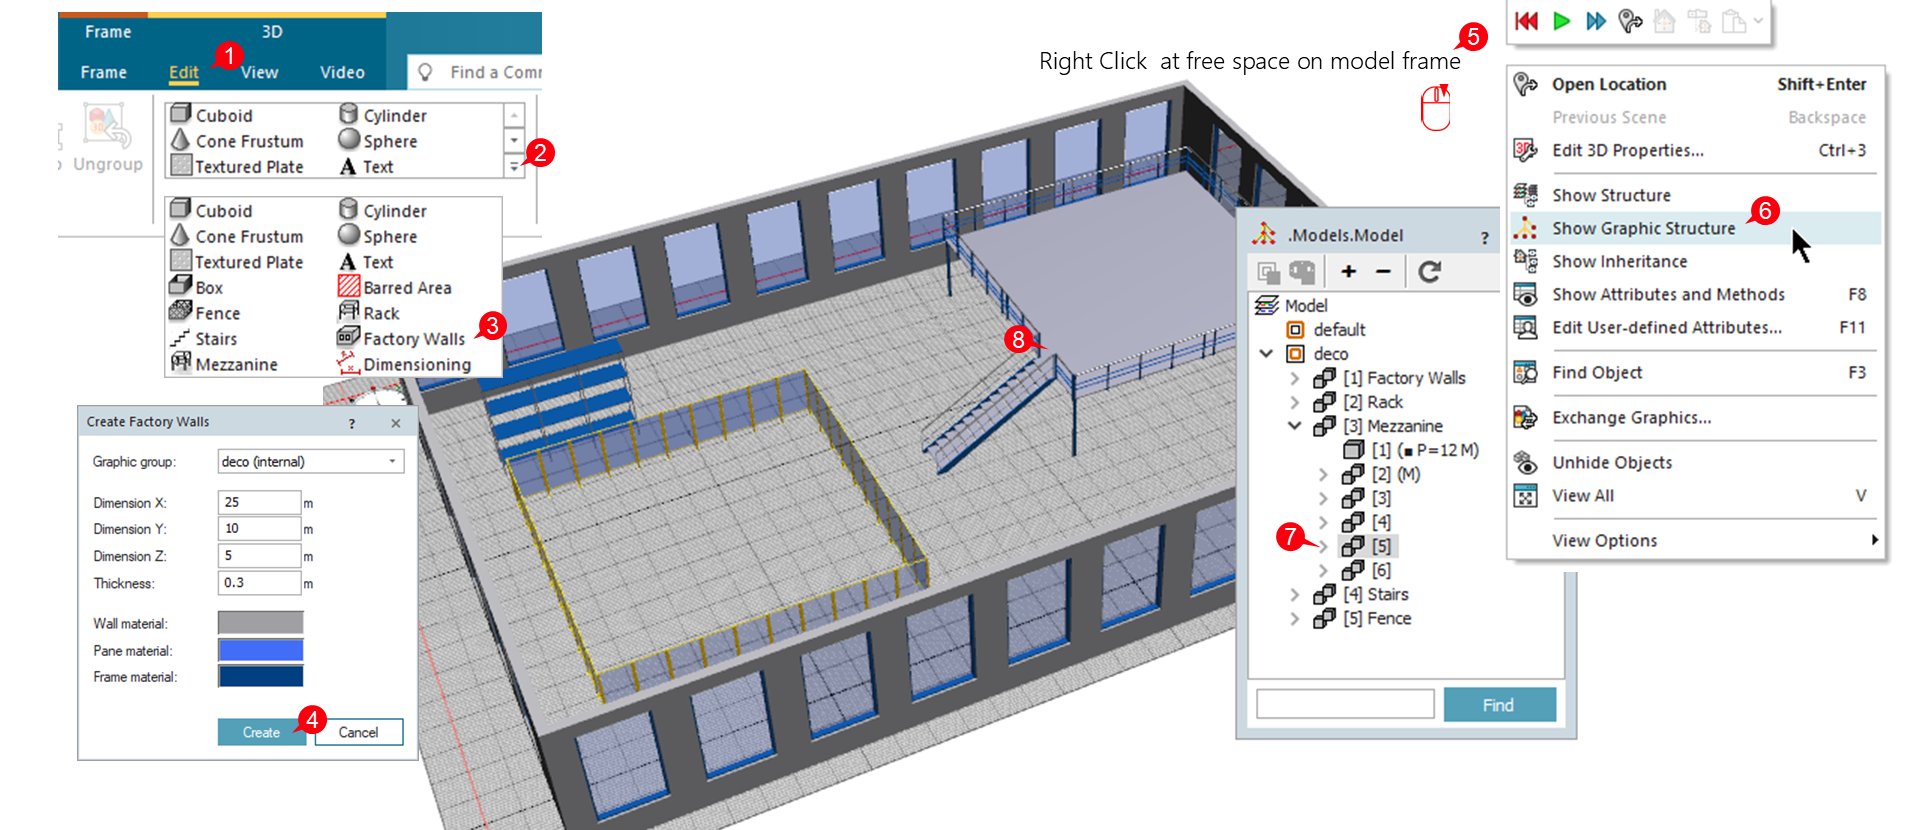 Frame
3D
1
Frame
Edit
View
Video
Find a Com
Ungroup
Cuboid
Cylinder
Cone Frustum
Sphere
Textured Plate
A Text
2
Cuboid
Cylinder
Cone Frustum
Sphere
Textured Plate
A Text
Box
Barred Area
Fence
Rack
Stairs
Factory Walls
3
Mezzanine
Dimensioning
Create Factory Walls
?
×
Graphic group:
deco (internal)
Dimension X:
25
m
Dimension Y:
10
m
Dimension Z:
5
m
Thickness:
0.3
m
Wall material:
Pane material:
Frame material:
4
Create
Cancel
5
Right Click at free space on model frame
8
Open Location
Shift+Enter
Previous Scene
Backspace
Edit 3D Properties...
Ctrl+3
Show Structure
6
Show Graphic Structure
Show Inheritance
Show Attributes and Methods
F8
Edit User-defined Attributes...
F11
Find Object
F3
Exchange Graphics...
Unhide Objects
View All
V
View Options
.Models.Model
?
Model
default
deco
[1] Factory Walls
[2] Rack
[3] Mezzanine
[1] (■ P=12 M)
[2] (M)
[3]
[4]
7
[5]
[6]
[4] Stairs
[5] Fence
Find